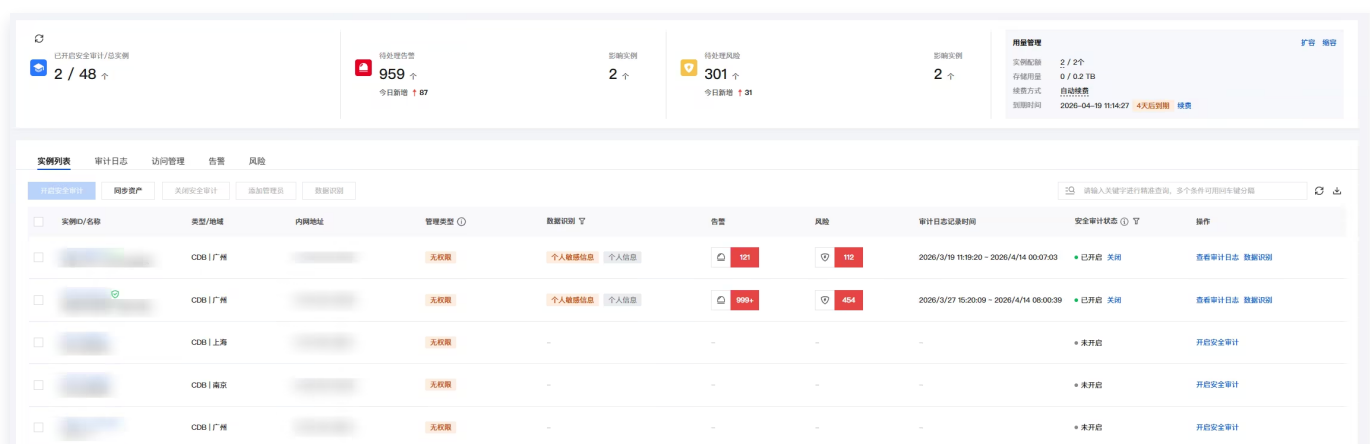 已开启安全审计/总实例
2 / 48 个
待处理告警 影响实例
959 个 2 个
今日新增 ↑ 87
待处理风险 影响实例
301 个 2 个
今日新增 ↑ 31
用量管理 扩容 缩容
实例配额 2 / 2个
存储用量 0 / 0.2 TB
续费方式 自动续费
到期时间 2026-04-19 11:14:27 4天后到期 续费
实例列表 审计日志 访问管理 告警 风险
开启安全审计 同步资产 关闭安全审计 添加管理员 数据识别 请输入关键字进行精准查询，多个条件可用回车键分隔
实例ID/名称 类型/地域 内网地址 管理类型 数据识别 告警 风险 审计日志记录时间 安全审计状态 操作
CDB | 广州 无权限 个人敏感信息 个人信息 121 112 2026/3/19 11:19:20 ~ 2026/4/14 00:07:03 已开启 关闭 查看审计日志 数据识别
CDB | 广州 无权限 个人敏感信息 个人信息 999+ 454 2026/3/27 15:20:09 ~ 2026/4/14 08:00:39 已开启 关闭 查看审计日志 数据识别
CDB | 上海 无权限 - - - - 未开启 开启安全审计
CDB | 南京 无权限 - - - - 未开启 开启安全审计
CDB | 广州 无权限 - - - - 未开启 开启安全审计